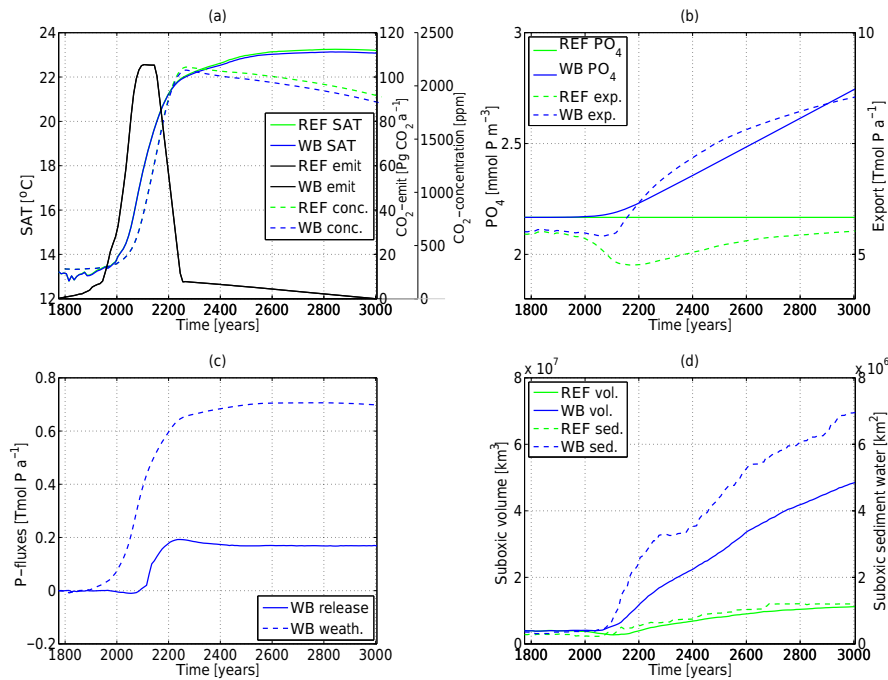 (a)
24
22
20
18
16
14
12
SAT [°C]
1800 2000 2200 2400 2600 2800 3000
Time [years]
120
100
80
60
40
20
0
CO2−emit [Pg CO2 a−1]
2500
2000
1500
1000
500
0
CO2−concentration [ppm]
REF SAT
WB SAT
REF emit
WB emit
REF conc.
WB conc.
(b)
3
2.5
2
PO4 [mmol P m−3]
1800 2000 2200 2400 2600 2800 3000
Time [years]
10
5
Export [Tmol P a−1]
REF PO4
WB PO4
REF exp.
WB exp.
(c)
0.8
0.6
0.4
0.2
0
−0.2
P−fluxes [Tmol P a−1]
1800 2000 2200 2400 2600 2800 3000
Time [years]
WB release
WB weath.
(d)
x 10^7
x 10^6
8
6
4
2
0
Suboxic volume [km3]
1800 2000 2200 2400 2600 2800 3000
Time [years]
8
6
4
2
0
Suboxic sediment water [km2]
REF vol.
WB vol.
REF sed.
WB sed.